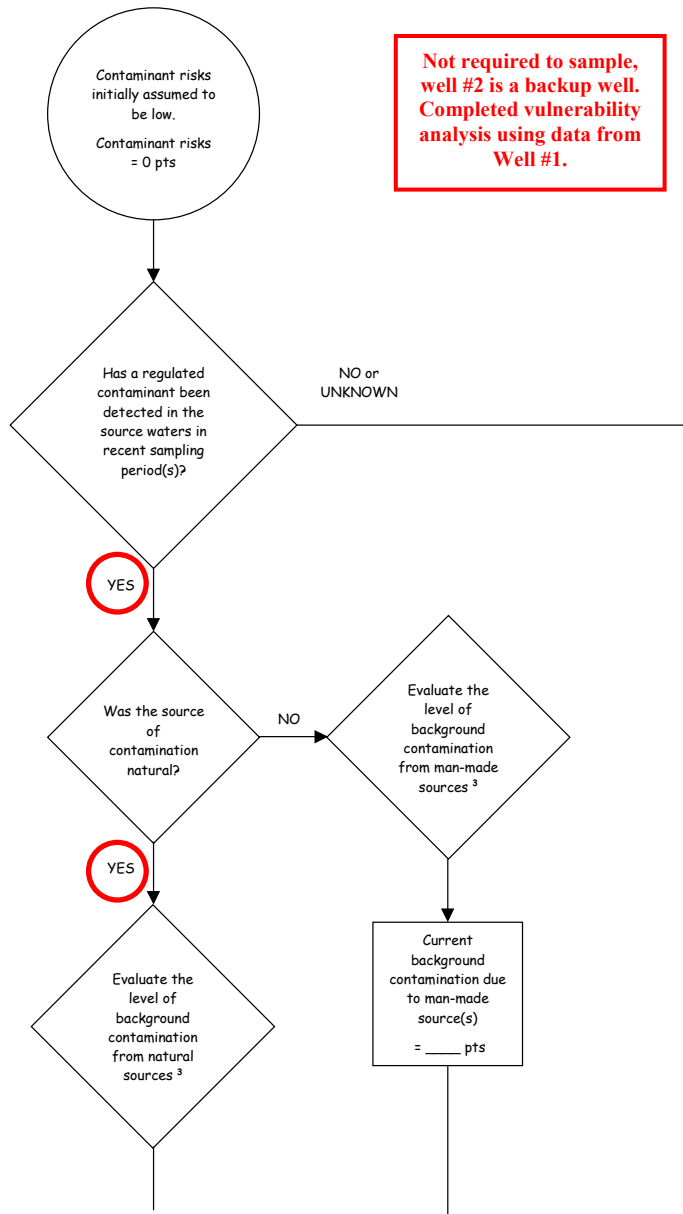 Contaminant risks
initially assumed to
be low.
Contaminant risks
= 0 pts
Not required to sample,
well #2 is a backup well.
Completed vulnerability
analysis using data from
Well #1.
Has a regulated
contaminant been
detected in the
source waters in
recent sampling
period(s)?
NO or
UNKNOWN
YES
Was the source
of
contamination
natural?
NO
Evaluate the
level of
background
contamination
from man-made
sources ³
YES
Evaluate the
level of
background
contamination
from natural
sources ³
Current
background
contamination due
to man-made
source(s)
= ____ pts